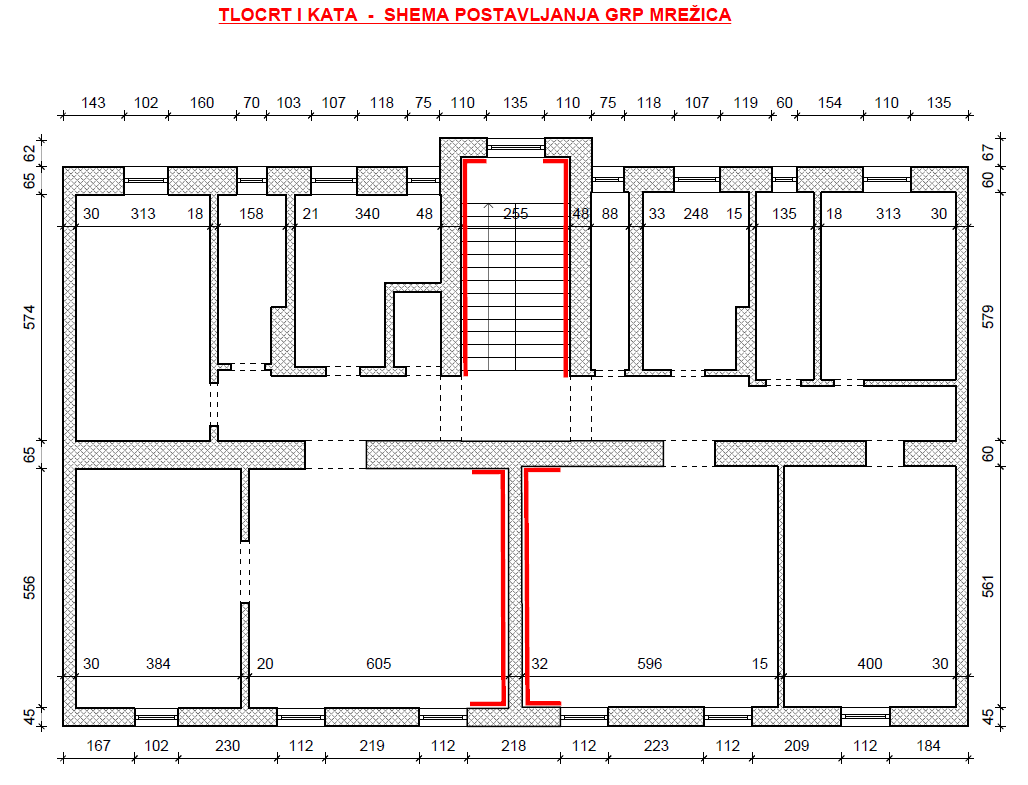 TLOCRT I KATA - SHEMA POSTAVLJANJA GRP MREŽICA
143 102 160 70 103 107 118 75 110 135 110 75 118 107 119 60 154 110 135
62 67
65 60
30 313 18 158 21 340 48 255 48 88 33 248 15 135 18 313 30
574 579
65 60
556 561
30 384 20 605 32 596 15 400 30
45 45
167 102 230 112 219 112 218 112 223 112 209 112 184